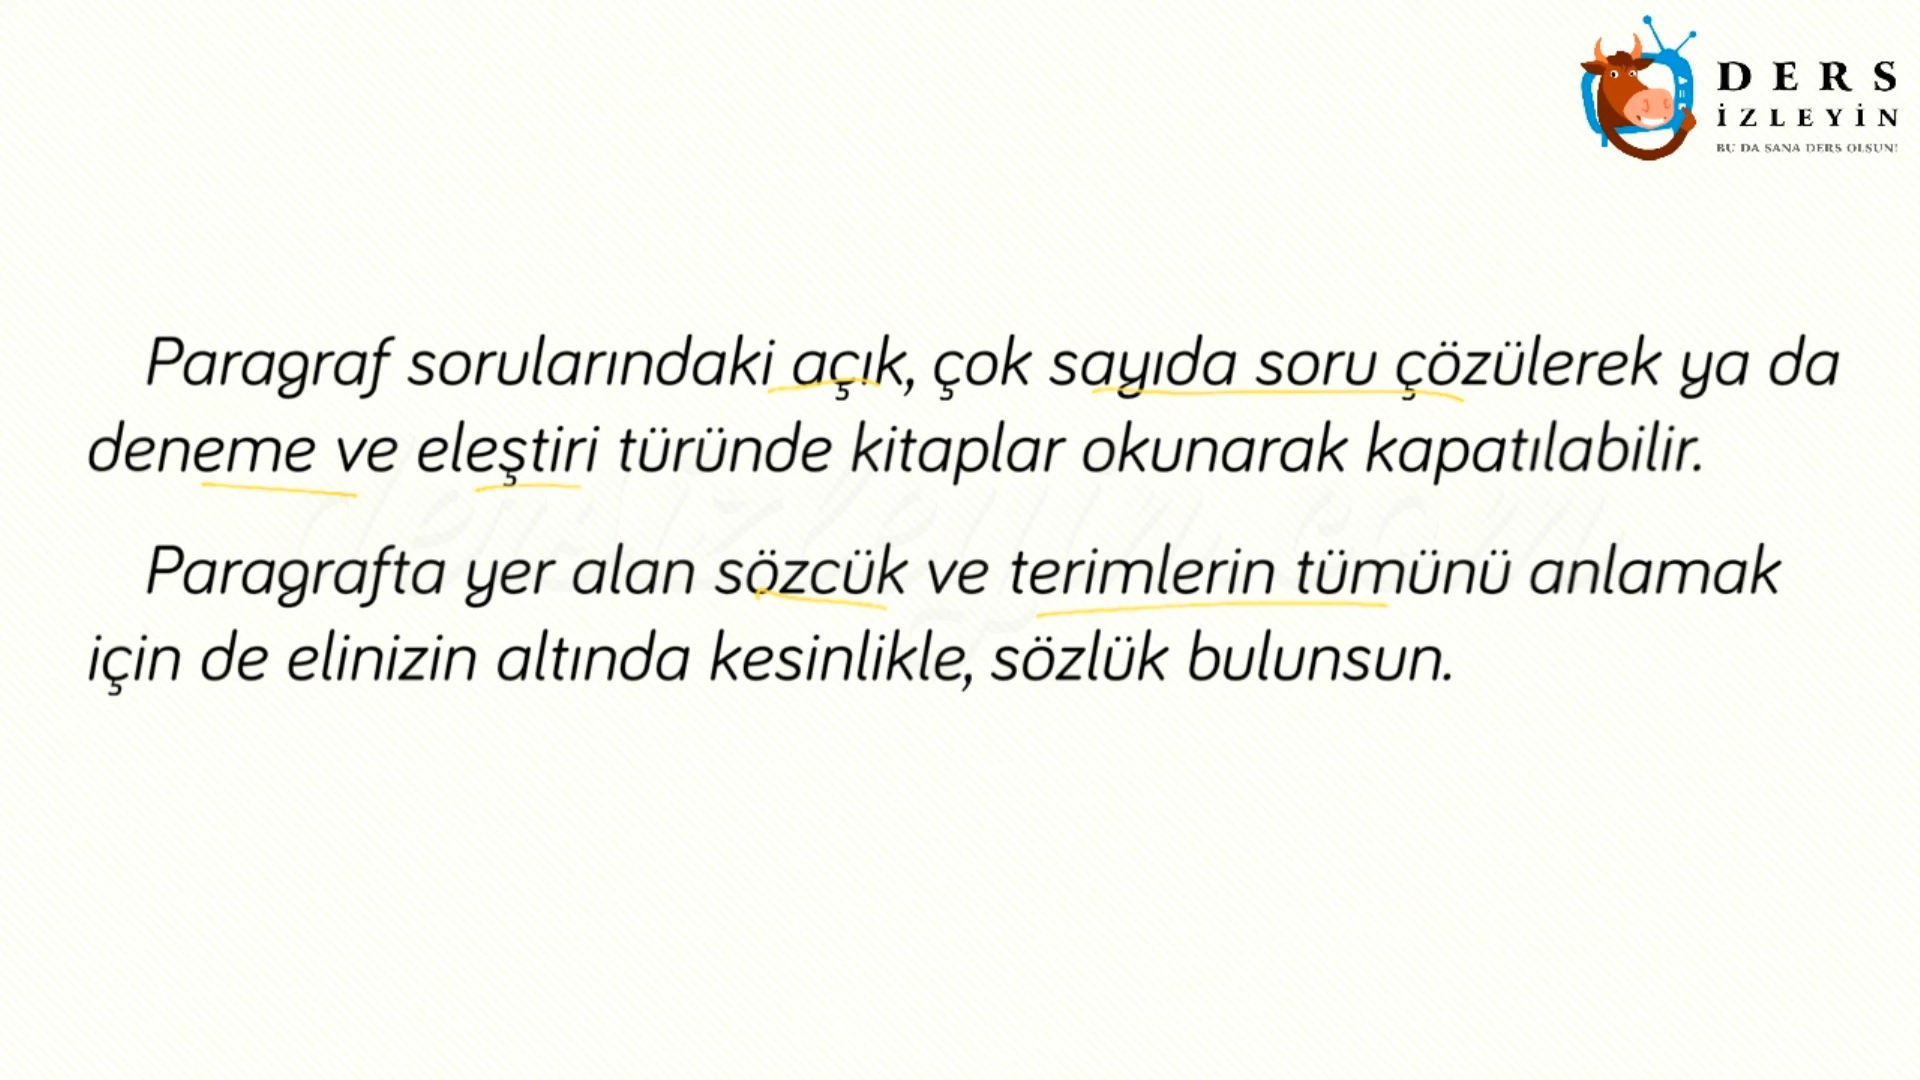 DERS
İZLEYİN
BU DA SANA DERS OLSUN!
Paragraf sorularındaki açık, çok sayıda soru çözülerek ya da
deneme ve eleştiri türünde kitaplar okunarak kapatılabilir.
Paragrafta yer alan sözcük ve terimlerin tümünü anlamak
için de elinizin altında kesinlikle, sözlük bulunsun.